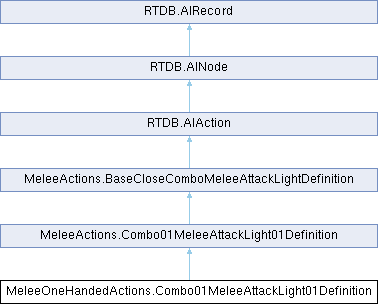 RTDB.AIRecord
RTDB.AINode
RTDB.AIAction
MeleeActions.BaseCloseComboMeleeAttackLightDefinition
MeleeActions.Combo01MeleeAttackLight01Definition
MeleeOneHandedActions.Combo01MeleeAttackLight01Definition